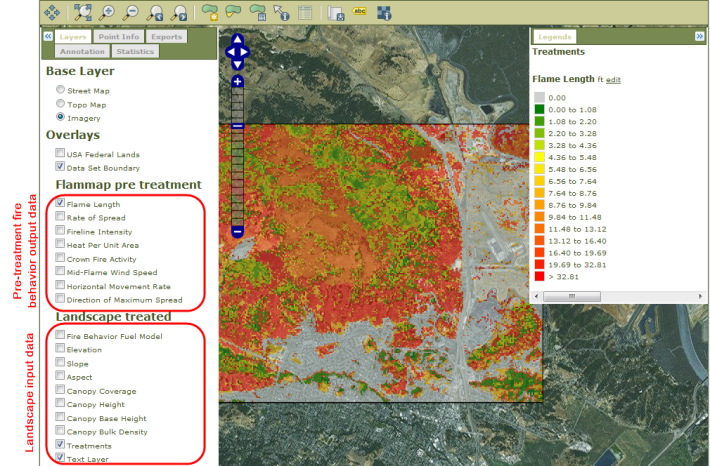 abc
Layers Point Info Exports
Annotation Statistics
Base Layer
Street Map
Topo Map
Imagery
Overlays
USA Federal Lands
Data Set Boundary
Flammap pre treatment
Flame Length
Rate of Spread
Fireline Intensity
Heat Per Unit Area
Crown Fire Activity
Mid-Flame Wind Speed
Horizontal Movement Rate
Direction of Maximum Spread
Landscape treated
Fire Behavior Fuel Model
Elevation
Slope
Aspect
Canopy Coverage
Canopy Height
Canopy Base Height
Canopy Bulk Density
Treatments
Text Layer
Pre-treatment fire
behavior output data
Landscape input data
Legends
Treatments
Flame Length ft edit
0.00
0.00 to 1.08
1.08 to 2.20
2.20 to 3.28
3.28 to 4.36
4.36 to 5.48
5.48 to 6.56
6.56 to 7.64
7.64 to 8.76
8.76 to 9.84
9.84 to 11.48
11.48 to 13.12
13.12 to 16.40
16.40 to 19.69
19.69 to 32.81
> 32.81